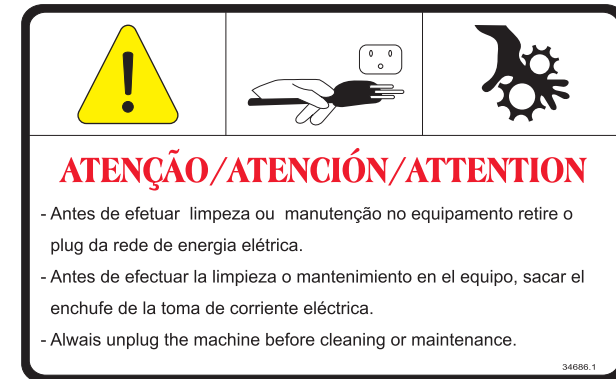 ATENÇÃO/ATENCIÓN/ATTENTION
- Antes de efetuar limpeza ou manutenção no equipamento retire o
plug da rede de energia elétrica.
- Antes de efectuar la limpieza o mantenimiento en el equipo, sacar el
enchufe de la toma de corriente eléctrica.
- Alwais unplug the machine before cleaning or maintenance.
34686.1